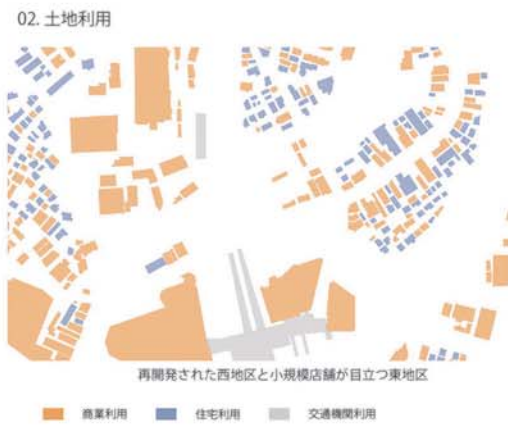 02. 土地利用
再開発された西地区と小規模店舗が目立つ東地区
商業利用 住宅利用 交通機関利用